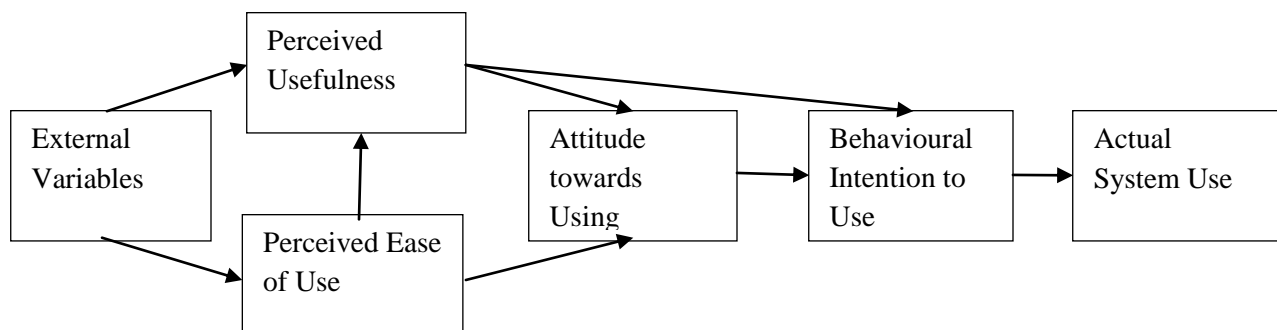 External
Variables
Perceived
Usefulness
Perceived Ease
of Use
Attitude
towards
Using
Behavioural
Intention to
Use
Actual
System Use